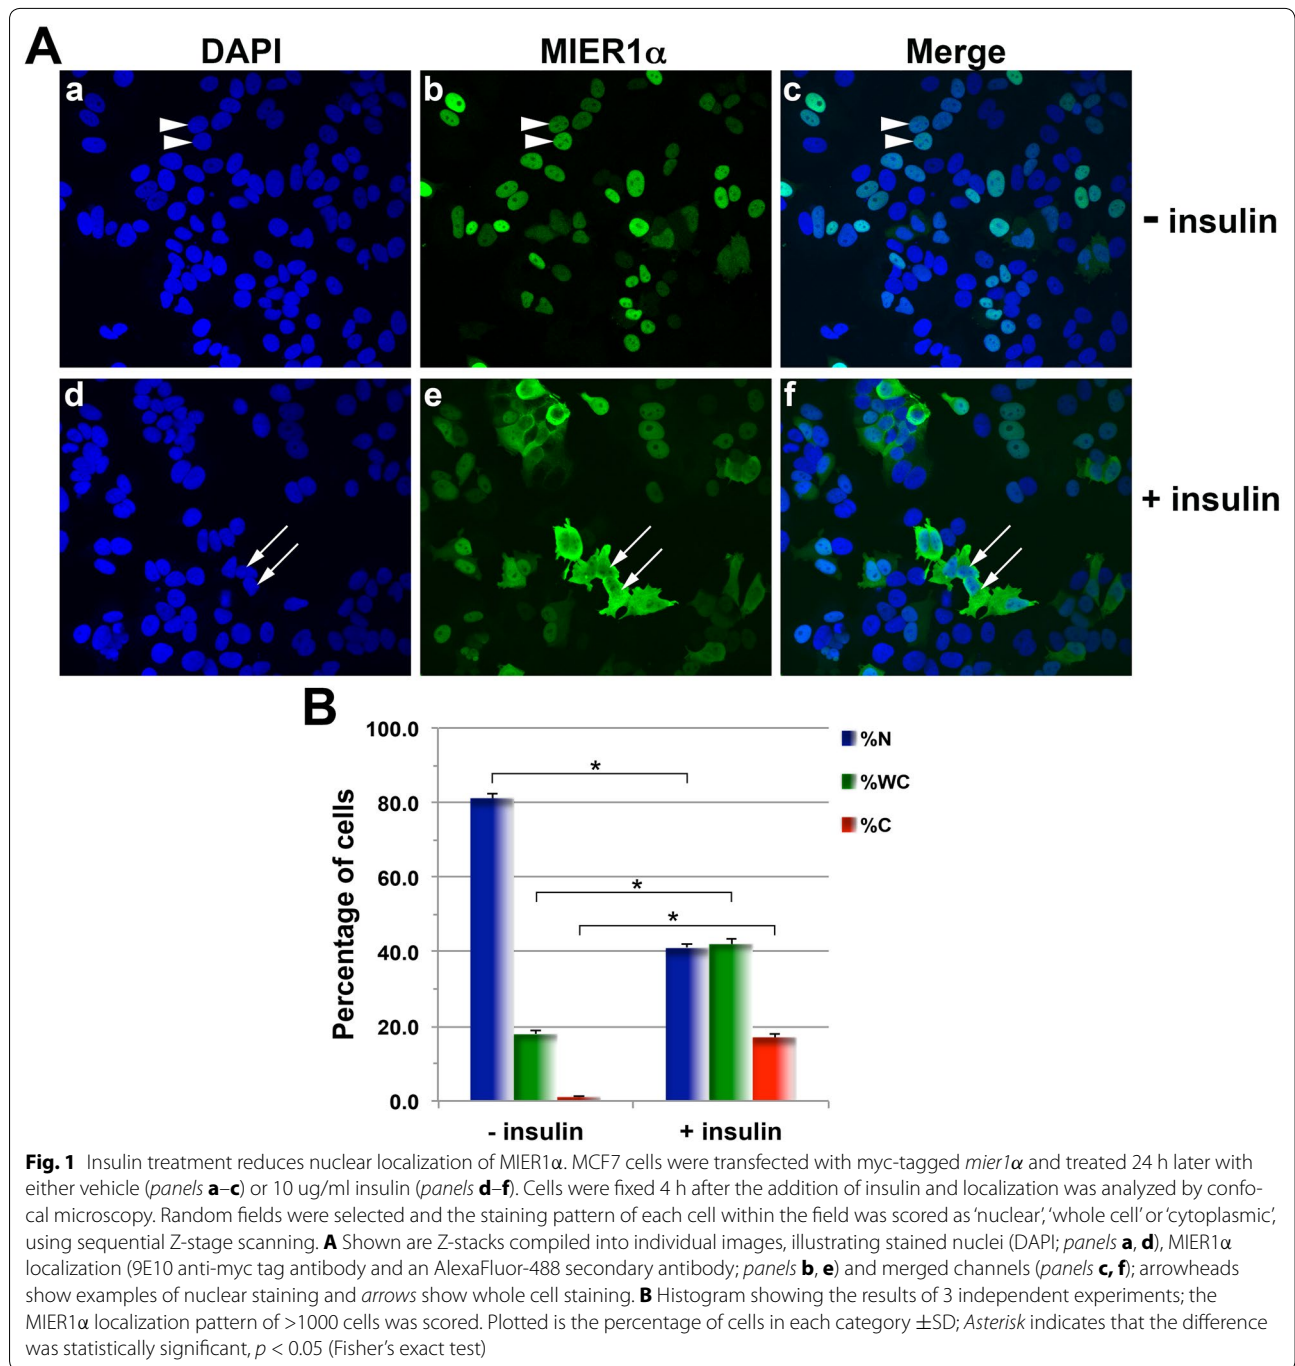 A
DAPI MIER1α Merge
a b c
- insulin
d e f
+ insulin
B
100.0
80.0
60.0
40.0
20.0
0.0
Percentage of cells
* 
*
*
%N
%WC
%C
- insulin + insulin
Fig. 1 Insulin treatment reduces nuclear localization of MIER1α. MCF7 cells were transfected with myc-tagged mier1α and treated 24 h later with
either vehicle (panels a–c) or 10 ug/ml insulin (panels d–f). Cells were fixed 4 h after the addition of insulin and localization was analyzed by confo-
cal microscopy. Random fields were selected and the staining pattern of each cell within the field was scored as ‘nuclear’, ‘whole cell’ or ‘cytoplasmic’,
using sequential Z-stage scanning. A Shown are Z-stacks compiled into individual images, illustrating stained nuclei (DAPI; panels a, d), MIER1α
localization (9E10 anti-myc tag antibody and an AlexaFluor-488 secondary antibody; panels b, e) and merged channels (panels c, f); arrowheads
show examples of nuclear staining and arrows show whole cell staining. B Histogram showing the results of 3 independent experiments; the
MIER1α localization pattern of >1000 cells was scored. Plotted is the percentage of cells in each category ±SD; Asterisk indicates that the difference
was statistically significant, p < 0.05 (Fisher’s exact test)